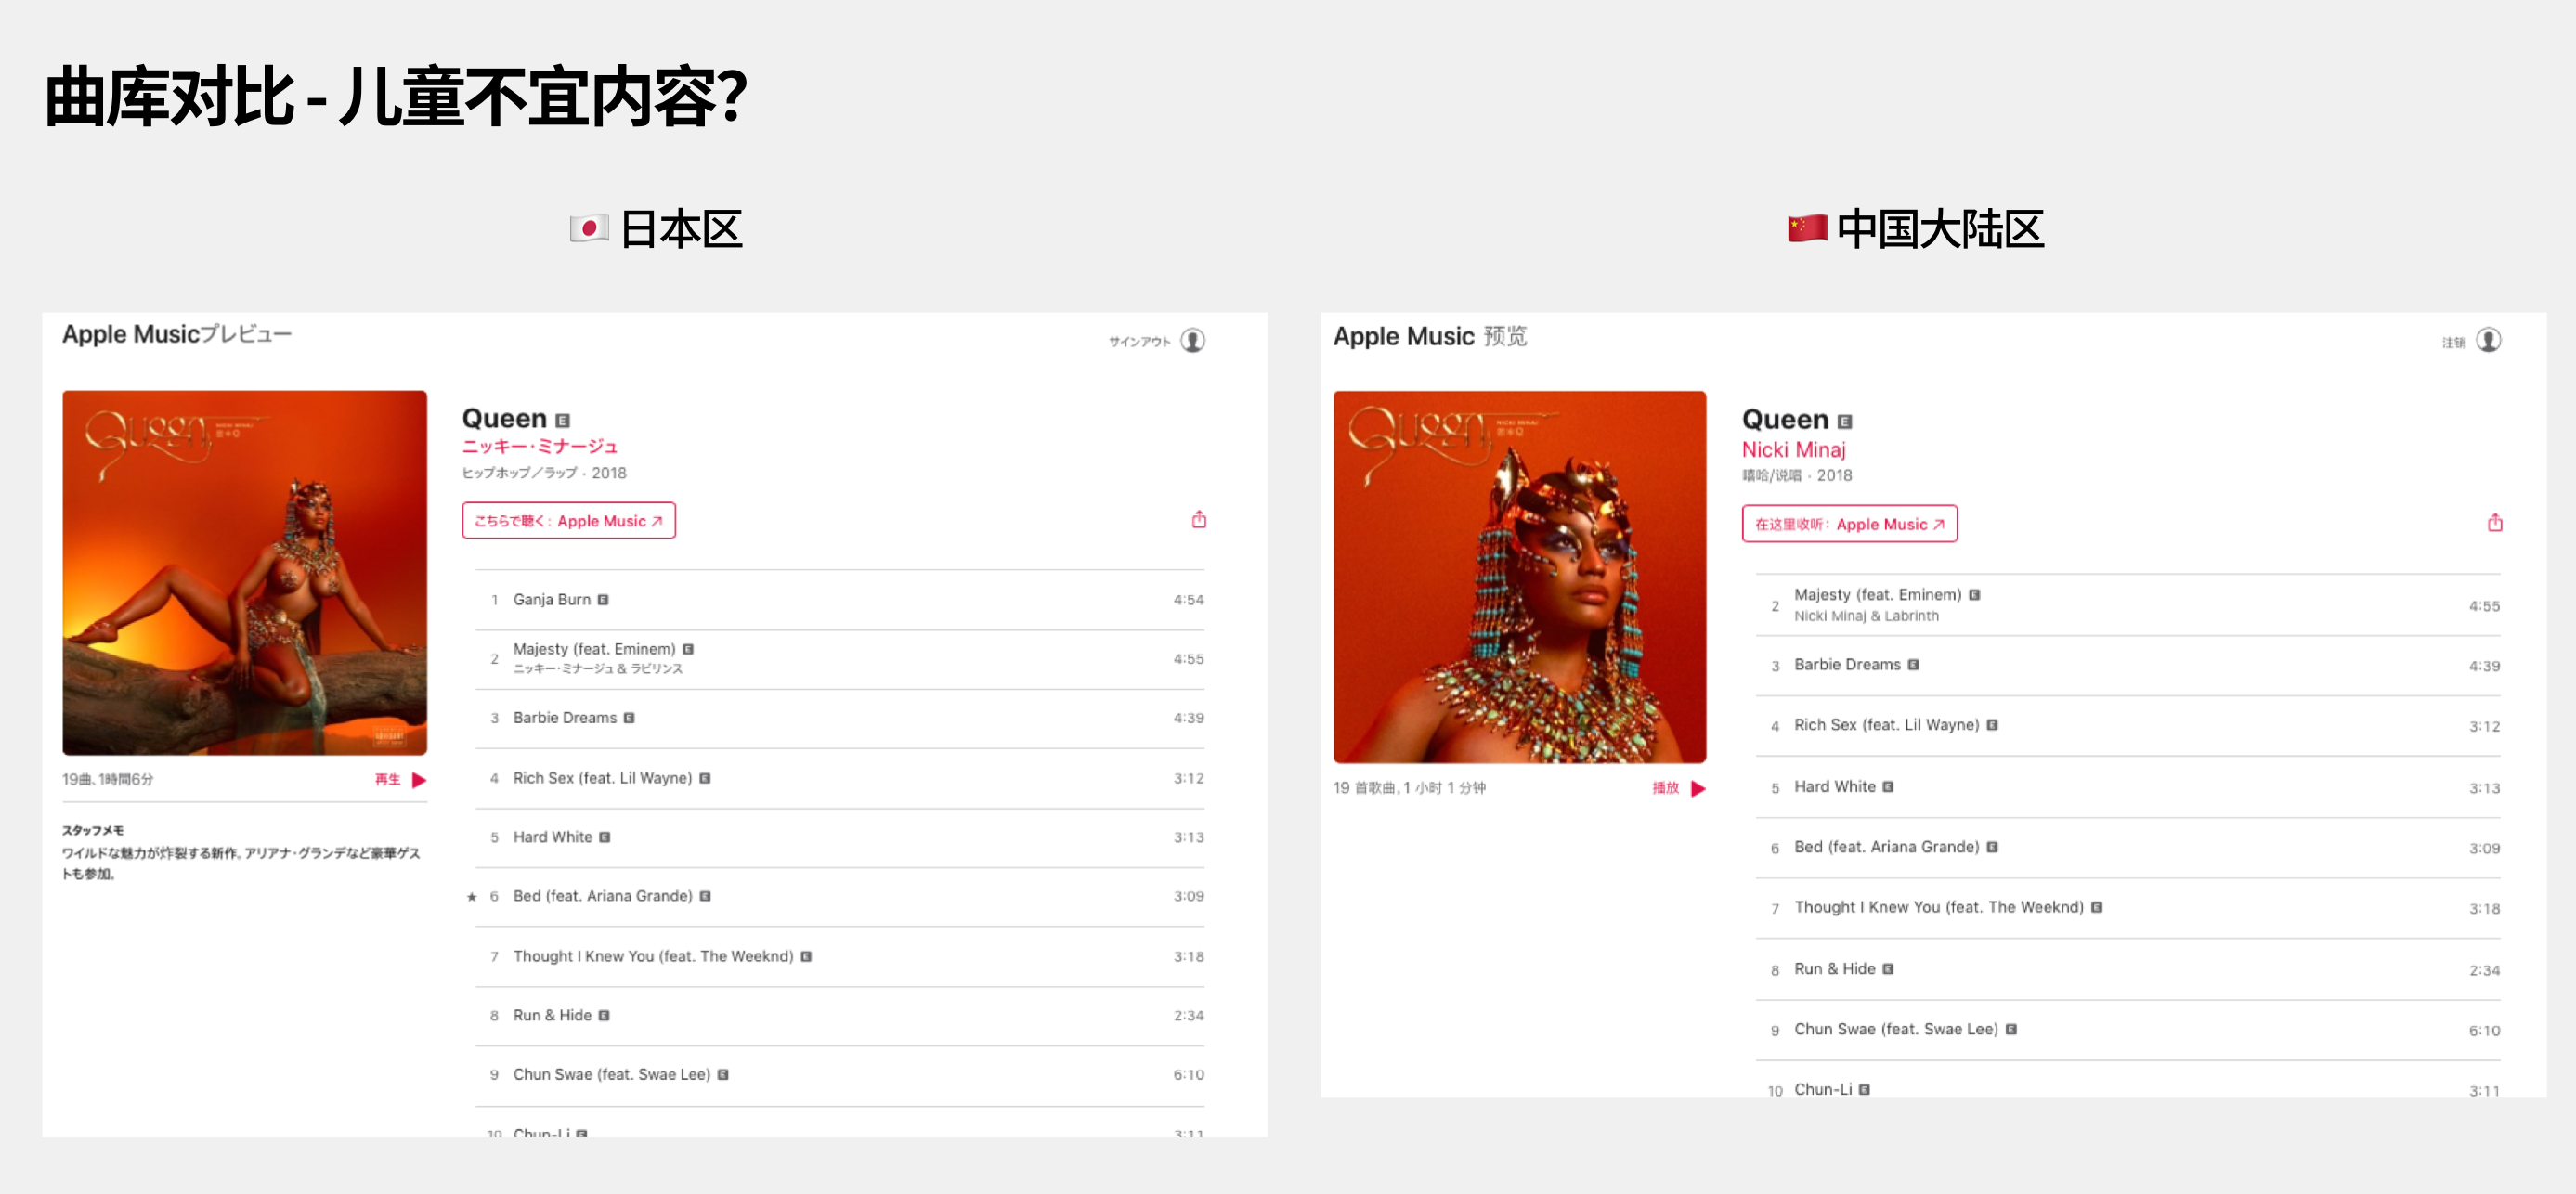 曲库对比 - 儿童不宜内容?
🇯🇵 日本区
Apple Musicプレビュー
サインアウト
Queen
NICKI MINAJ
Queen E
ニッキー・ミナージュ
ヒップホップ／ラップ · 2018
こちらで聴く: Apple Music ↗
1 Ganja Burn E 4:54
2 Majesty (feat. Eminem) E 4:55
ニッキー・ミナージュ & ラビリンス
3 Barbie Dreams E 4:39
4 Rich Sex (feat. Lil Wayne) E 3:12
5 Hard White E 3:13
★ 6 Bed (feat. Ariana Grande) E 3:09
7 Thought I Knew You (feat. The Weeknd) E 3:18
8 Run & Hide E 2:34
9 Chun Swae (feat. Swae Lee) E 6:10
10 Chun-Li E 3:11
19曲、1時間6分
再生
スタッフメモ
ワイルドな魅力が炸裂する新作。アリアナ・グランデなど豪華ゲス
トも参加。
🇨🇳 中国大陆区
Apple Music 预览
注销
Queen
NICKI MINAJ
Queen E
Nicki Minaj
嘻哈/说唱 · 2018
在这里收听: Apple Music ↗
2 Majesty (feat. Eminem) E 4:55
Nicki Minaj & Labrinth
3 Barbie Dreams E 4:39
4 Rich Sex (feat. Lil Wayne) E 3:12
5 Hard White E 3:13
6 Bed (feat. Ariana Grande) E 3:09
7 Thought I Knew You (feat. The Weeknd) E 3:18
8 Run & Hide E 2:34
9 Chun Swae (feat. Swae Lee) E 6:10
10 Chun-Li E 3:11
19 首歌曲, 1 小时 1 分钟
播放